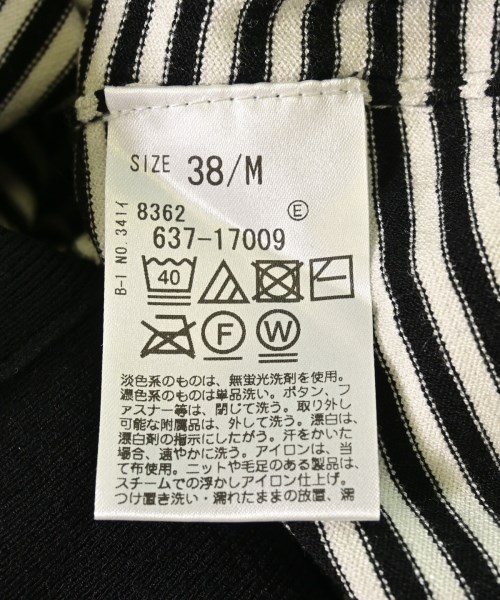 SIZE 38/M
8362 Ⓔ
637-17009
B-I NO.341イ
40
F W
淡色系のものは、無蛍光洗剤を使用。
濃色系のものは単品洗い。ボタン、フ
ァスナー等は、閉じて洗う。取り外し
可能な附属品は、外して洗う。漂白は、
漂白剤の指示にしたがう。汗をかいた
場合、速やかに洗う。アイロンは、当
て布使用。ニットや毛足のある製品は、
スチームでの浮かしアイロン仕上げ。
つけ置き洗い・濡れたままの放置、濡